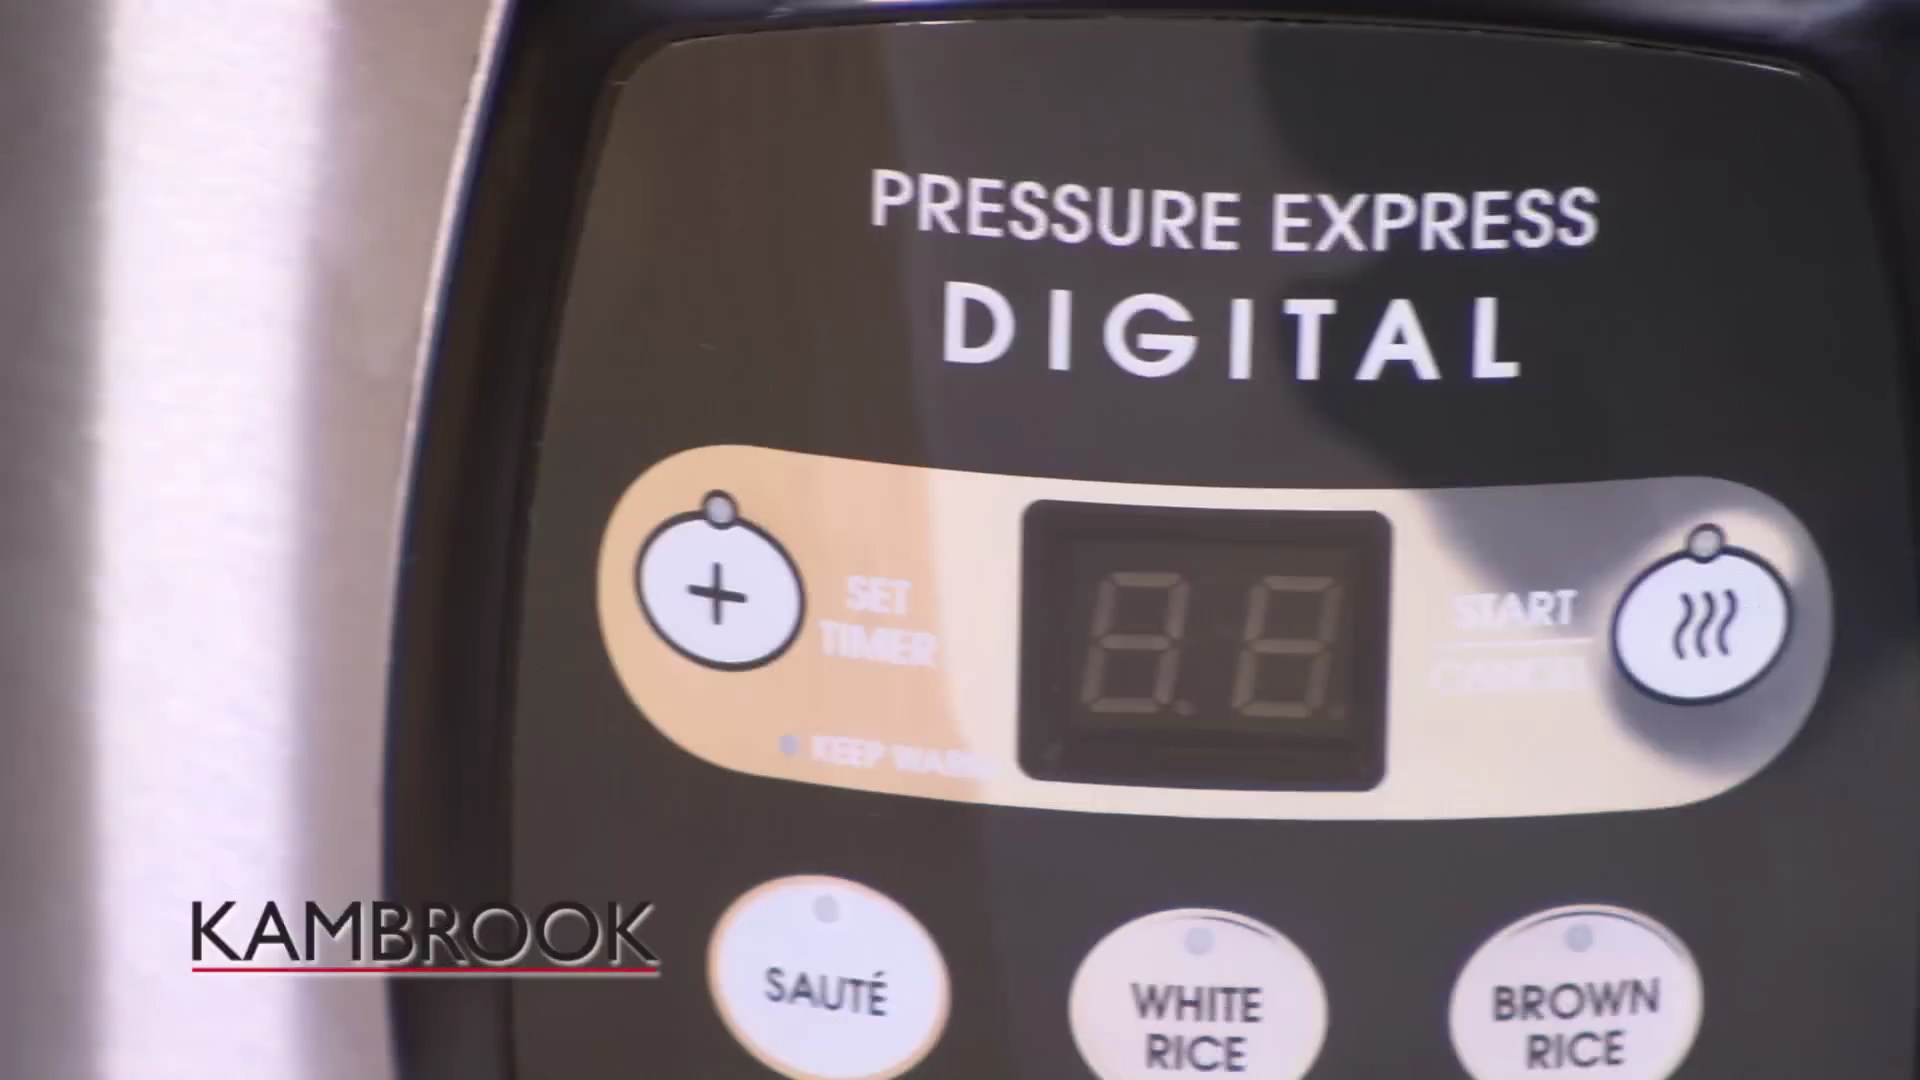 PRESSURE EXPRESS
DIGITAL
SET
TIMER
START
CANCEL
KEEP WARM
KAMBROOK
SAUTÉ
WHITE
RICE
BROWN
RICE